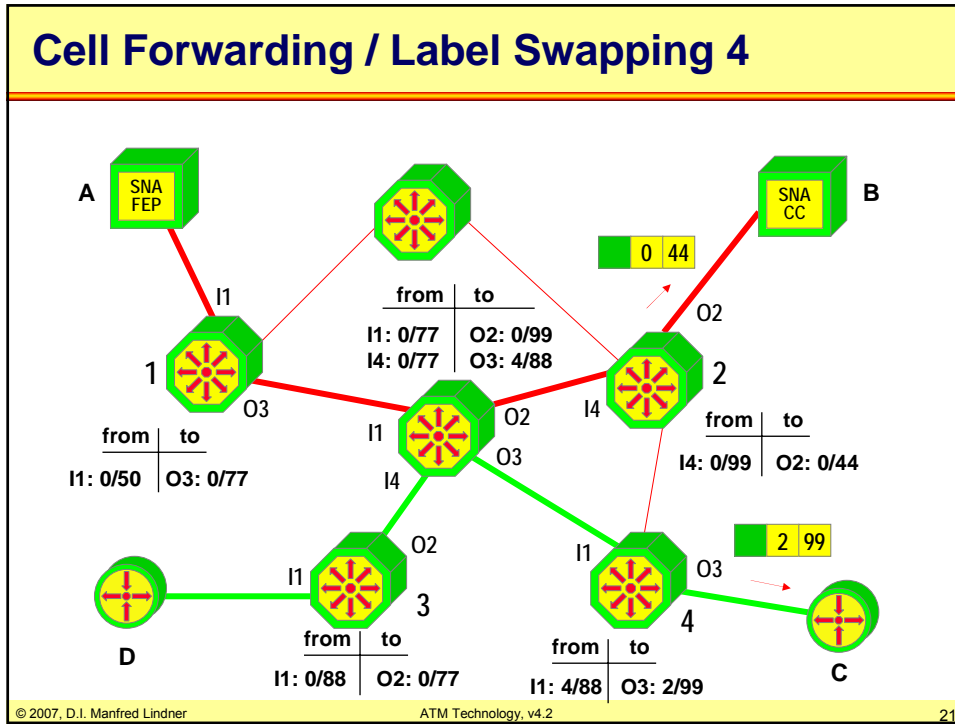 Cell Forwarding / Label Swapping 4
A
SNA
FEP
SNA
CC
B
0 44
I1
from to
I1: 0/77 O2: 0/99
I4: 0/77 O3: 4/88
O2
1
2
O3
I4
O2
I1
O3
I4
from to
I1: 0/50 O3: 0/77
from to
I4: 0/99 O2: 0/44
2 99
O2
I1
I1
O3
3
4
D
C
from to
I1: 0/88 O2: 0/77
from to
I1: 4/88 O3: 2/99
© 2007, D.I. Manfred Lindner ATM Technology, v4.2 21